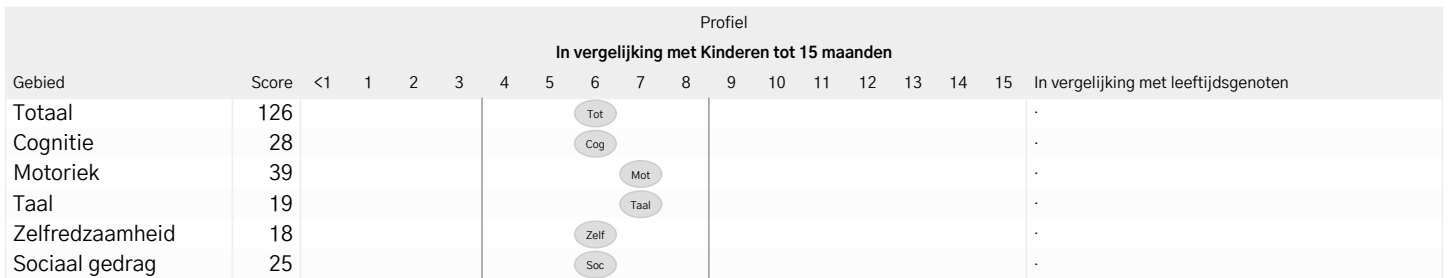 Profiel
In vergelijking met Kinderen tot 15 maanden
Gebied Score <1 1 2 3 4 5 6 7 8 9 10 11 12 13 14 15 In vergelijking met leeftijdsgenoten
Totaal 126 Tot .
Cognitie 28 Cog .
Motoriek 39 Mot .
Taal 19 Taal .
Zelfredzaamheid 18 Zelf .
Sociaal gedrag 25 Soc .